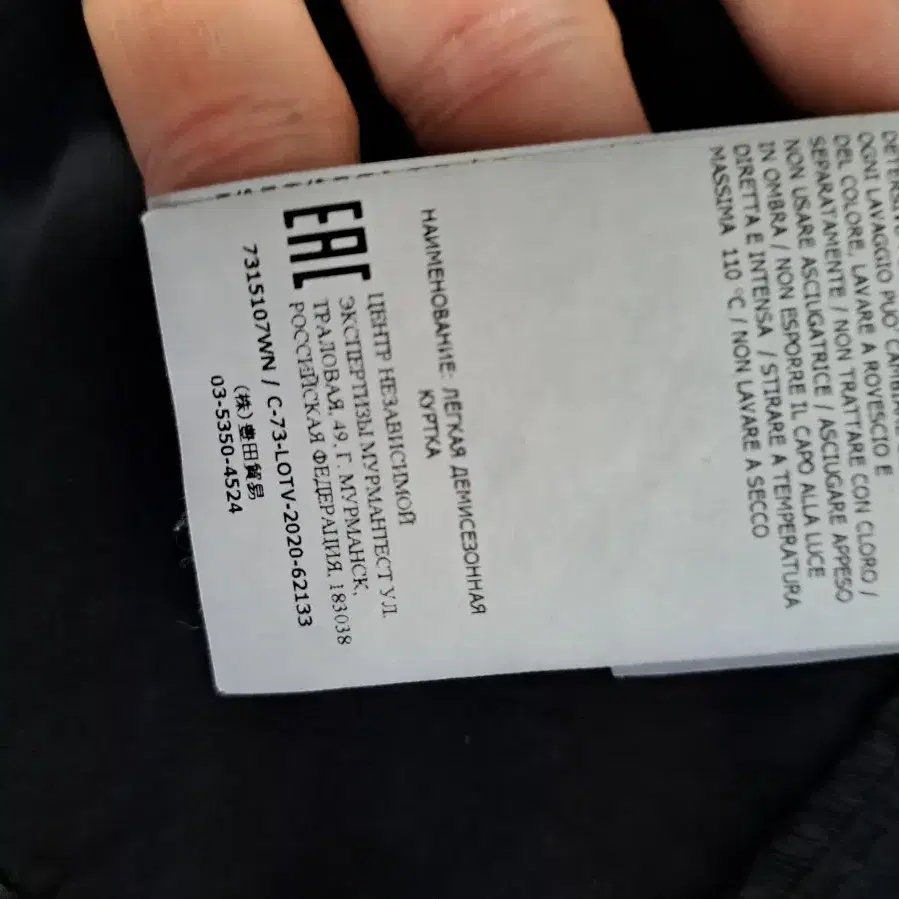 OGNI LAVAGGIO PUO' CAMBIARE
DEL COLORE, LAVARE A ROVESCIO E
SEPARATAMENTE / NON TRATTARE CON CLORO /
NON USARE ASCIUGATRICE / ASCIUGARE APPESO
IN OMBRA / NON ESPORRE IL CAPO ALLA LUCE
DIRETTA E INTENSA / STIRARE A TEMPERATURA
MASSIMA 110 °C / NON LAVARE A SECCO
НАИМЕНОВАНИЕ: ЛЁГКАЯ ДЕМИСЕЗОННАЯ
КУРТКА
EAC
ЦЕНТР НЕЗАВИСИМОЙ
ЭКСПЕРТИЗЫ МУРМАНТЕСТ УЛ.
ТРАЛОВАЯ, 49, Г. МУРМАНСК,
РОССИЙСКАЯ ФЕДЕРАЦИЯ, 183038
7315107WN / C-73-LOTV-2020-62133
(株)豊田貿易
03-5350-4524